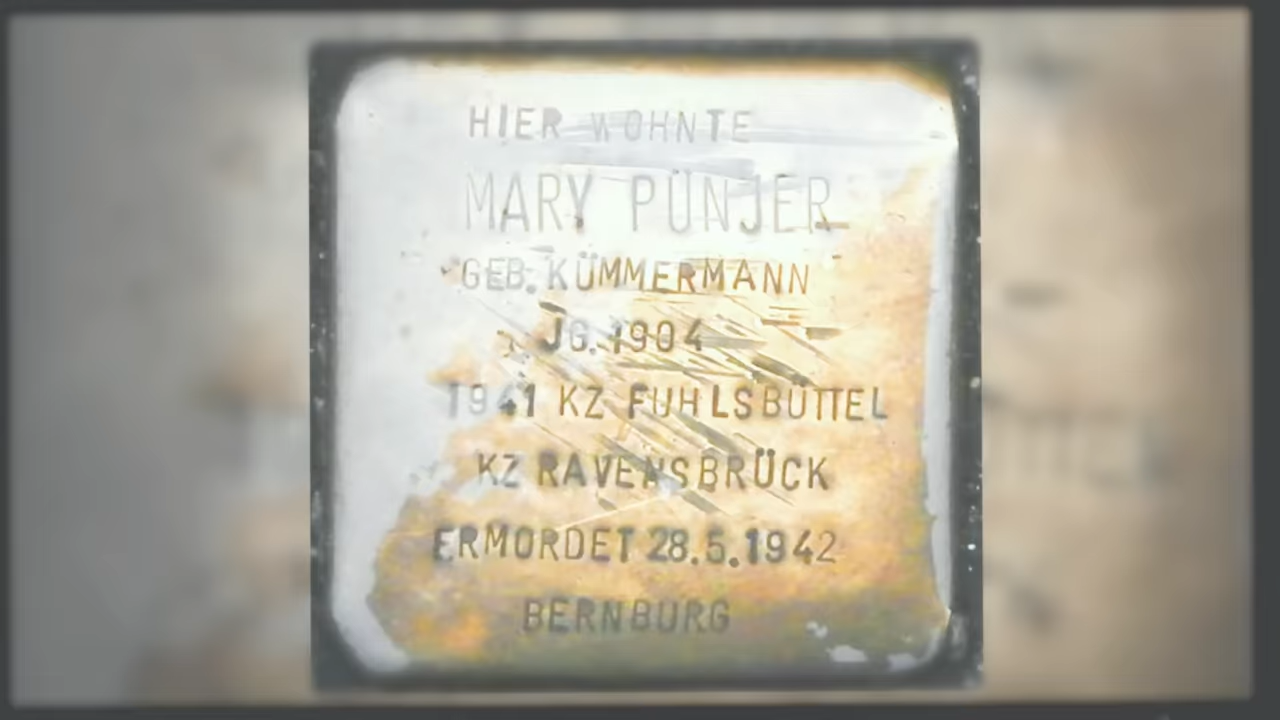 HIER WOHNTE
MARY PÜNJER
GEB. KÜMMERMANN
JG. 1904
1941 KZ FUHLSBÜTTEL
KZ RAVENSBRÜCK
ERMORDET 28.5.1942
BERNBURG